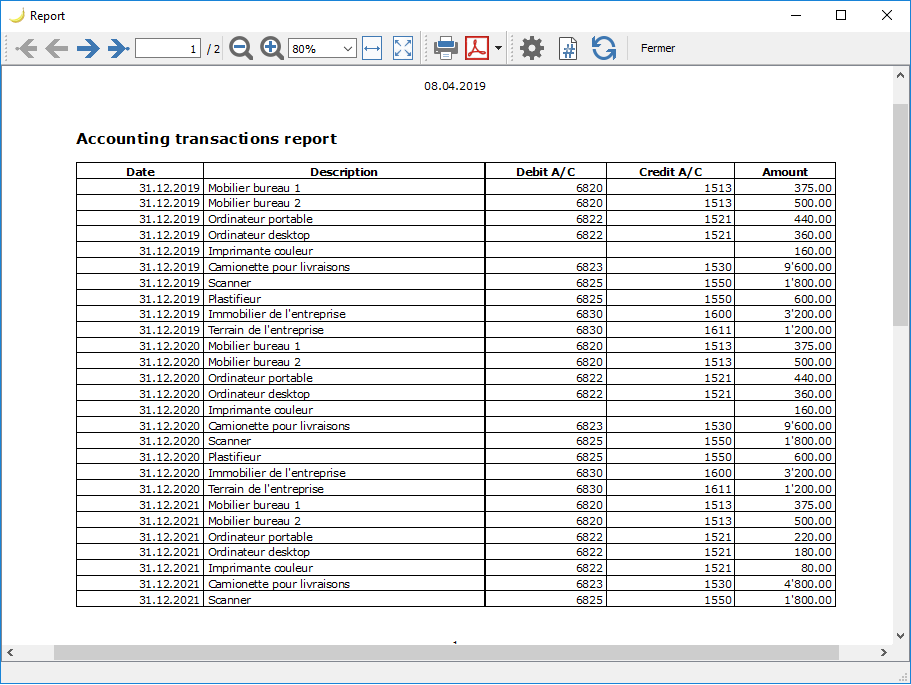 Report
1 / 2 80% # Fermer
08.04.2019
Accounting transactions report
Date Description Debit A/C Credit A/C Amount
31.12.2019 Mobilier bureau 1 6820 1513 375.00
31.12.2019 Mobilier bureau 2 6820 1513 500.00
31.12.2019 Ordinateur portable 6822 1521 440.00
31.12.2019 Ordinateur desktop 6822 1521 360.00
31.12.2019 Imprimante couleur 160.00
31.12.2019 Camionette pour livraisons 6823 1530 9'600.00
31.12.2019 Scanner 6825 1550 1'800.00
31.12.2019 Plastifieur 6825 1550 600.00
31.12.2019 Immobilier de l'entreprise 6830 1600 3'200.00
31.12.2019 Terrain de l'entreprise 6830 1611 1'200.00
31.12.2020 Mobilier bureau 1 6820 1513 375.00
31.12.2020 Mobilier bureau 2 6820 1513 500.00
31.12.2020 Ordinateur portable 6822 1521 440.00
31.12.2020 Ordinateur desktop 6822 1521 360.00
31.12.2020 Imprimante couleur 160.00
31.12.2020 Camionette pour livraisons 6823 1530 9'600.00
31.12.2020 Scanner 6825 1550 1'800.00
31.12.2020 Plastifieur 6825 1550 600.00
31.12.2020 Immobilier de l'entreprise 6830 1600 3'200.00
31.12.2020 Terrain de l'entreprise 6830 1611 1'200.00
31.12.2021 Mobilier bureau 1 6820 1513 375.00
31.12.2021 Mobilier bureau 2 6820 1513 500.00
31.12.2021 Ordinateur portable 6822 1521 220.00
31.12.2021 Ordinateur desktop 6822 1521 180.00
31.12.2021 Imprimante couleur 6822 1521 80.00
31.12.2021 Camionette pour livraisons 6823 1530 4'800.00
31.12.2021 Scanner 6825 1550 1'800.00